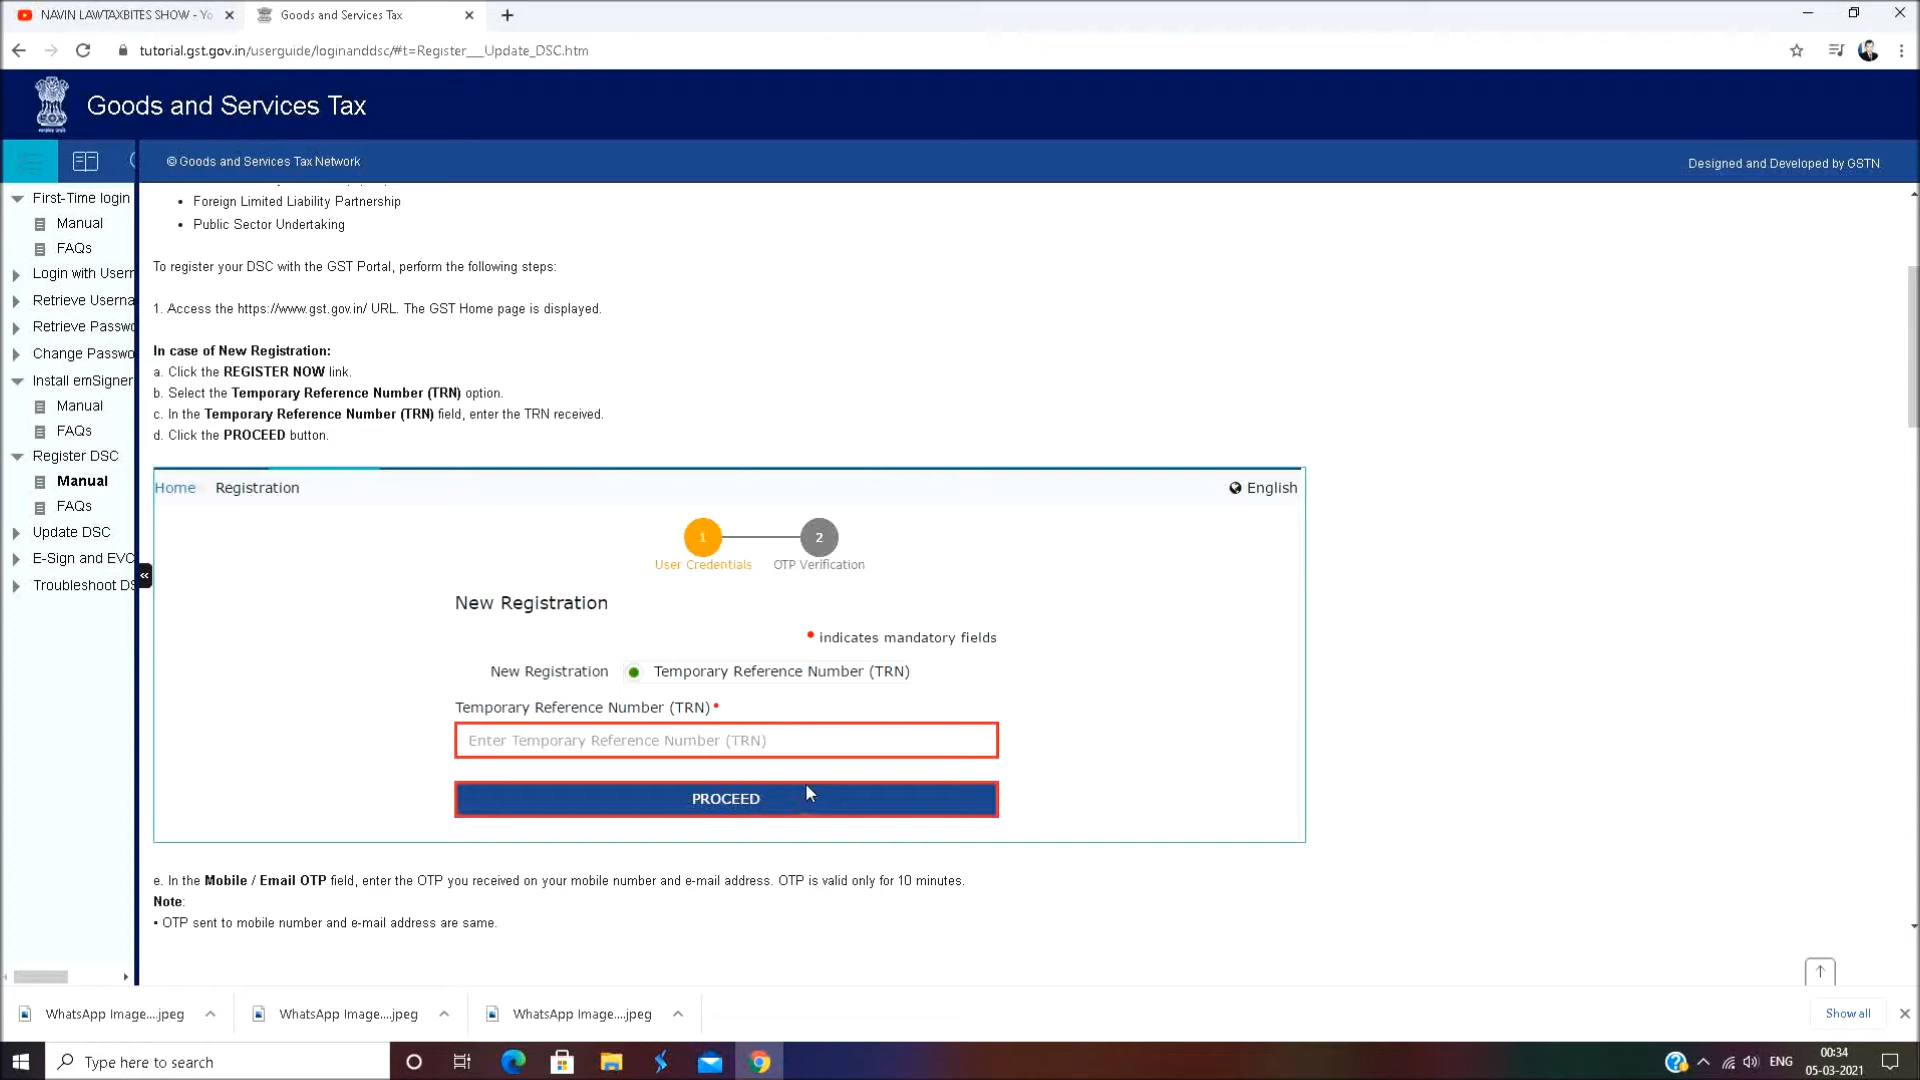 NAVIN LAWTAXBITES SHOW - Yo
Goods and Services Tax
tutorial.gst.gov.in/userguide/loginanddsc/#t=Register___Update_DSC.htm
Goods and Services Tax
© Goods and Services Tax Network
Designed and Developed by GSTN
First-Time login
Manual
FAQs
Login with Usern
Retrieve Userna
Retrieve Passwo
Change Passwo
Install emSigner
Manual
FAQs
Register DSC
Manual
FAQs
Update DSC
E-Sign and EVC
Troubleshoot DS
• Foreign Limited Liability Partnership
• Public Sector Undertaking
To register your DSC with the GST Portal, perform the following steps:
1. Access the https://www.gst.gov.in/ URL. The GST Home page is displayed.
In case of New Registration:
a. Click the REGISTER NOW link.
b. Select the Temporary Reference Number (TRN) option.
c. In the Temporary Reference Number (TRN) field, enter the TRN received.
d. Click the PROCEED button.
Home Registration
English
1 2
User Credentials OTP Verification
New Registration
• indicates mandatory fields
New Registration Temporary Reference Number (TRN)
Temporary Reference Number (TRN) •
Enter Temporary Reference Number (TRN)
PROCEED
e. In the Mobile / Email OTP field, enter the OTP you received on your mobile number and e-mail address. OTP is valid only for 10 minutes.
Note:
• OTP sent to mobile number and e-mail address are same.
WhatsApp Image....jpeg
WhatsApp Image....jpeg
WhatsApp Image....jpeg
Show all
Type here to search
ENG
00:34
05-03-2021